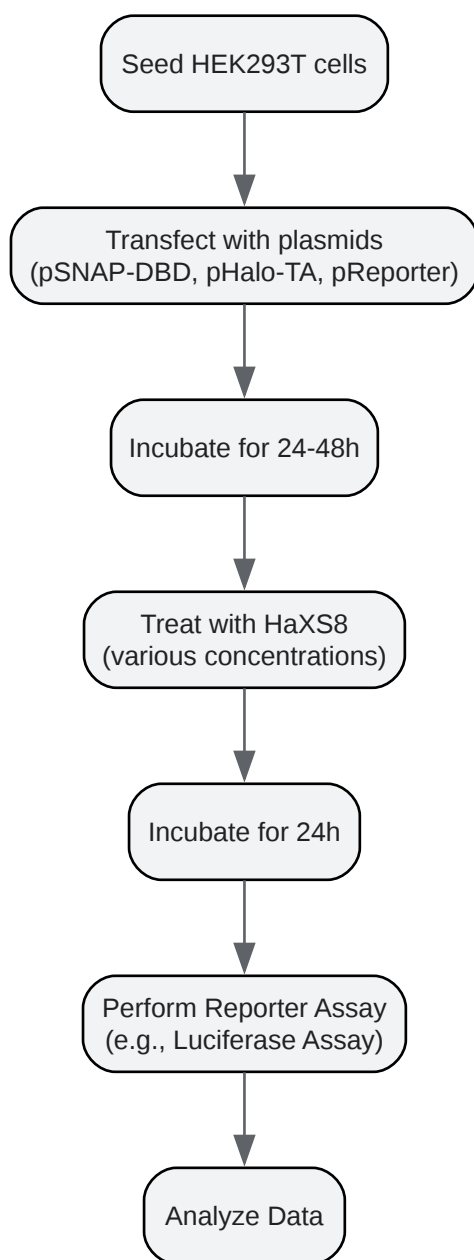 Seed HEK293T cells
Transfect with plasmids
(pSNAP-DBD, pHalo-TA, pReporter)
Incubate for 24-48h
Treat with HaXS8
(various concentrations)
Incubate for 24h
Perform Reporter Assay
(e.g., Luciferase Assay)
Analyze Data